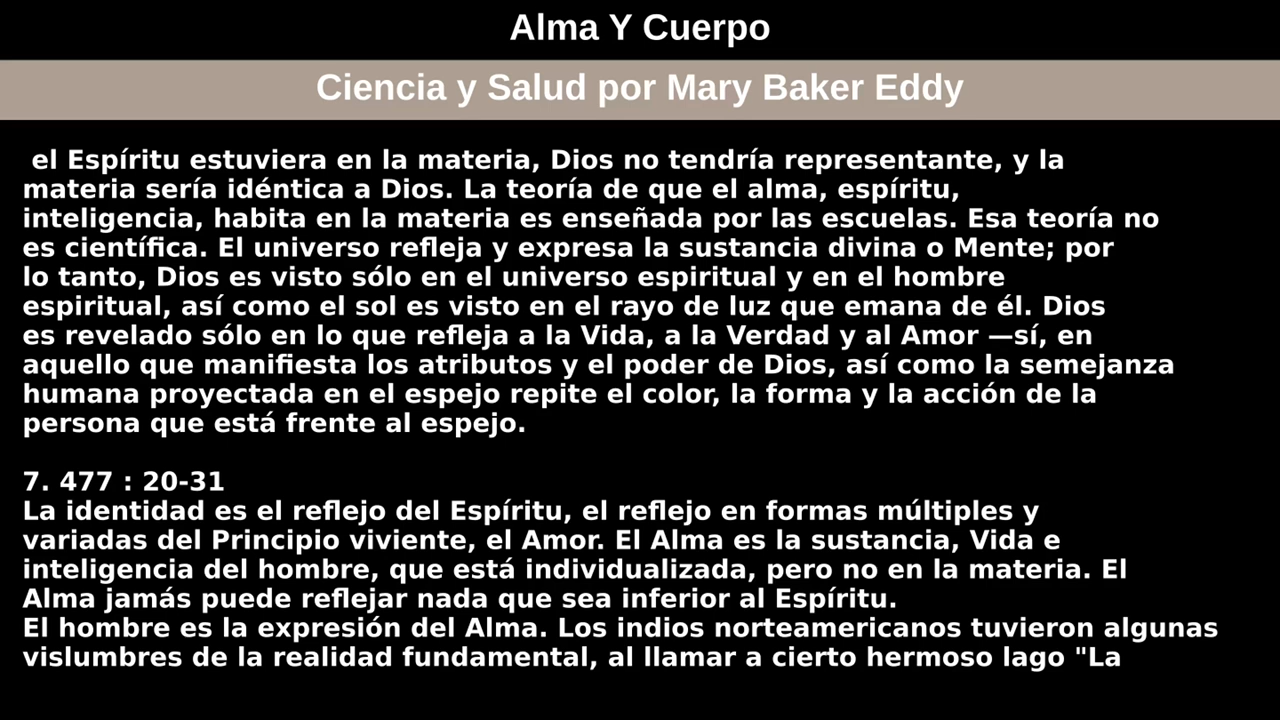 Alma Y Cuerpo
Ciencia y Salud por Mary Baker Eddy
el Espíritu estuviera en la materia, Dios no tendría representante, y la
materia sería idéntica a Dios. La teoría de que el alma, espíritu,
inteligencia, habita en la materia es enseñada por las escuelas. Esa teoría no
es científica. El universo refleja y expresa la sustancia divina o Mente; por
lo tanto, Dios es visto sólo en el universo espiritual y en el hombre
espiritual, así como el sol es visto en el rayo de luz que emana de él. Dios
es revelado sólo en lo que refleja a la Vida, a la Verdad y al Amor —sí, en
aquello que manifiesta los atributos y el poder de Dios, así como la semejanza
humana proyectada en el espejo repite el color, la forma y la acción de la
persona que está frente al espejo.
7. 477 : 20-31
La identidad es el reflejo del Espíritu, el reflejo en formas múltiples y
variadas del Principio viviente, el Amor. El Alma es la sustancia, Vida e
inteligencia del hombre, que está individualizada, pero no en la materia. El
Alma jamás puede reflejar nada que sea inferior al Espíritu.
El hombre es la expresión del Alma. Los indios norteamericanos tuvieron algunas
vislumbres de la realidad fundamental, al llamar a cierto hermoso lago "La